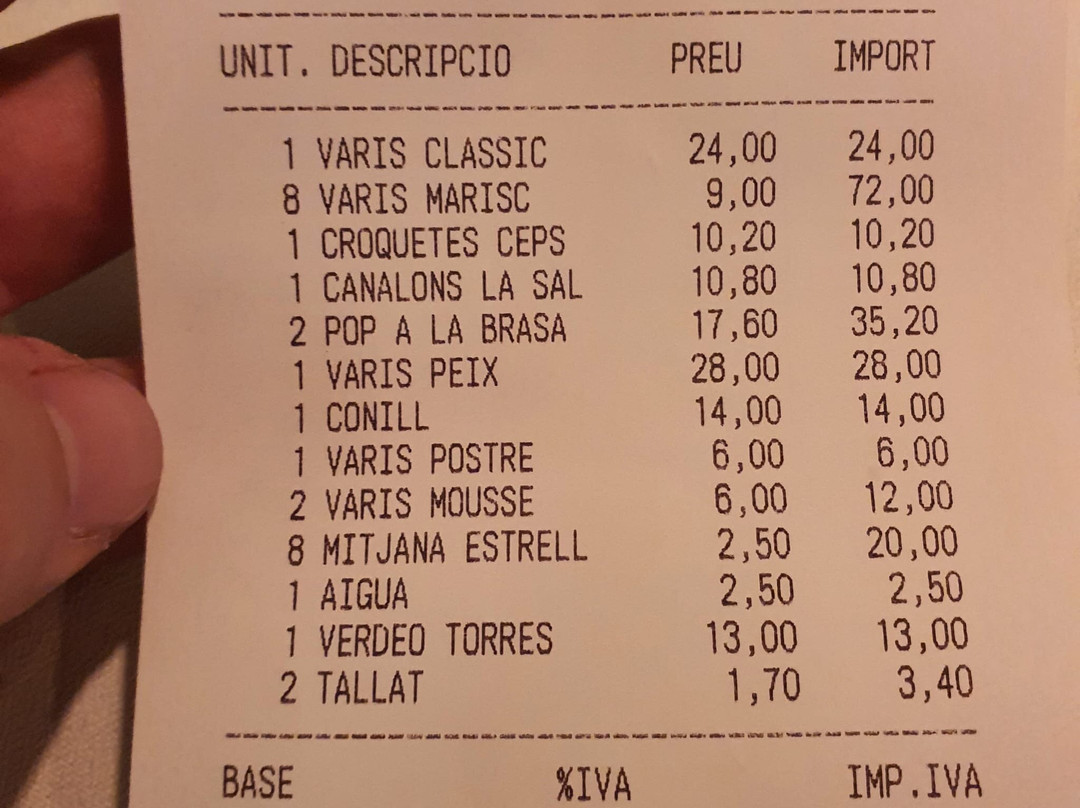 UNIT. DESCRIPCIO PREU IMPORT
1 VARIS CLASSIC 24,00 24,00
8 VARIS MARISC 9,00 72,00
1 CROQUETES CEPS 10,20 10,20
1 CANALONS LA SAL 10,80 10,80
2 POP A LA BRASA 17,60 35,20
1 VARIS PEIX 28,00 28,00
1 CONILL 14,00 14,00
1 VARIS POSTRE 6,00 6,00
2 VARIS MOUSSE 6,00 12,00
8 MITJANA ESTRELL 2,50 20,00
1 AIGUA 2,50 2,50
1 VERDEO TORRES 13,00 13,00
2 TALLAT 1,70 3,40
BASE %IVA IMP.IVA